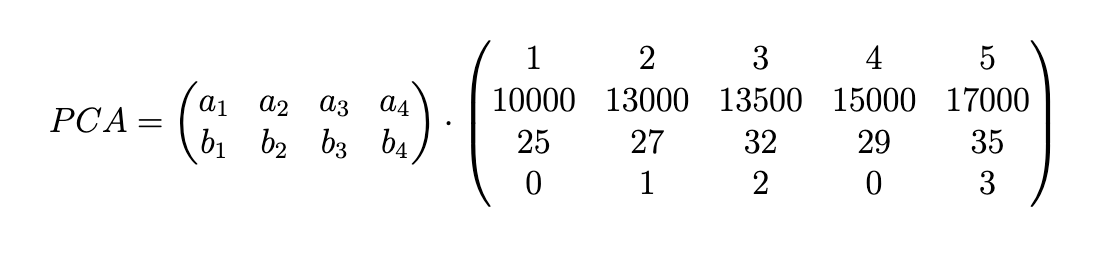 1 2 3 4 5
a₁ a₂ a₃ a₄ 10000 13000 13500 15000 17000
PCA = ( ) · ( )
b₁ b₂ b₃ b₄ 25 27 32 29 35
0 1 2 0 3